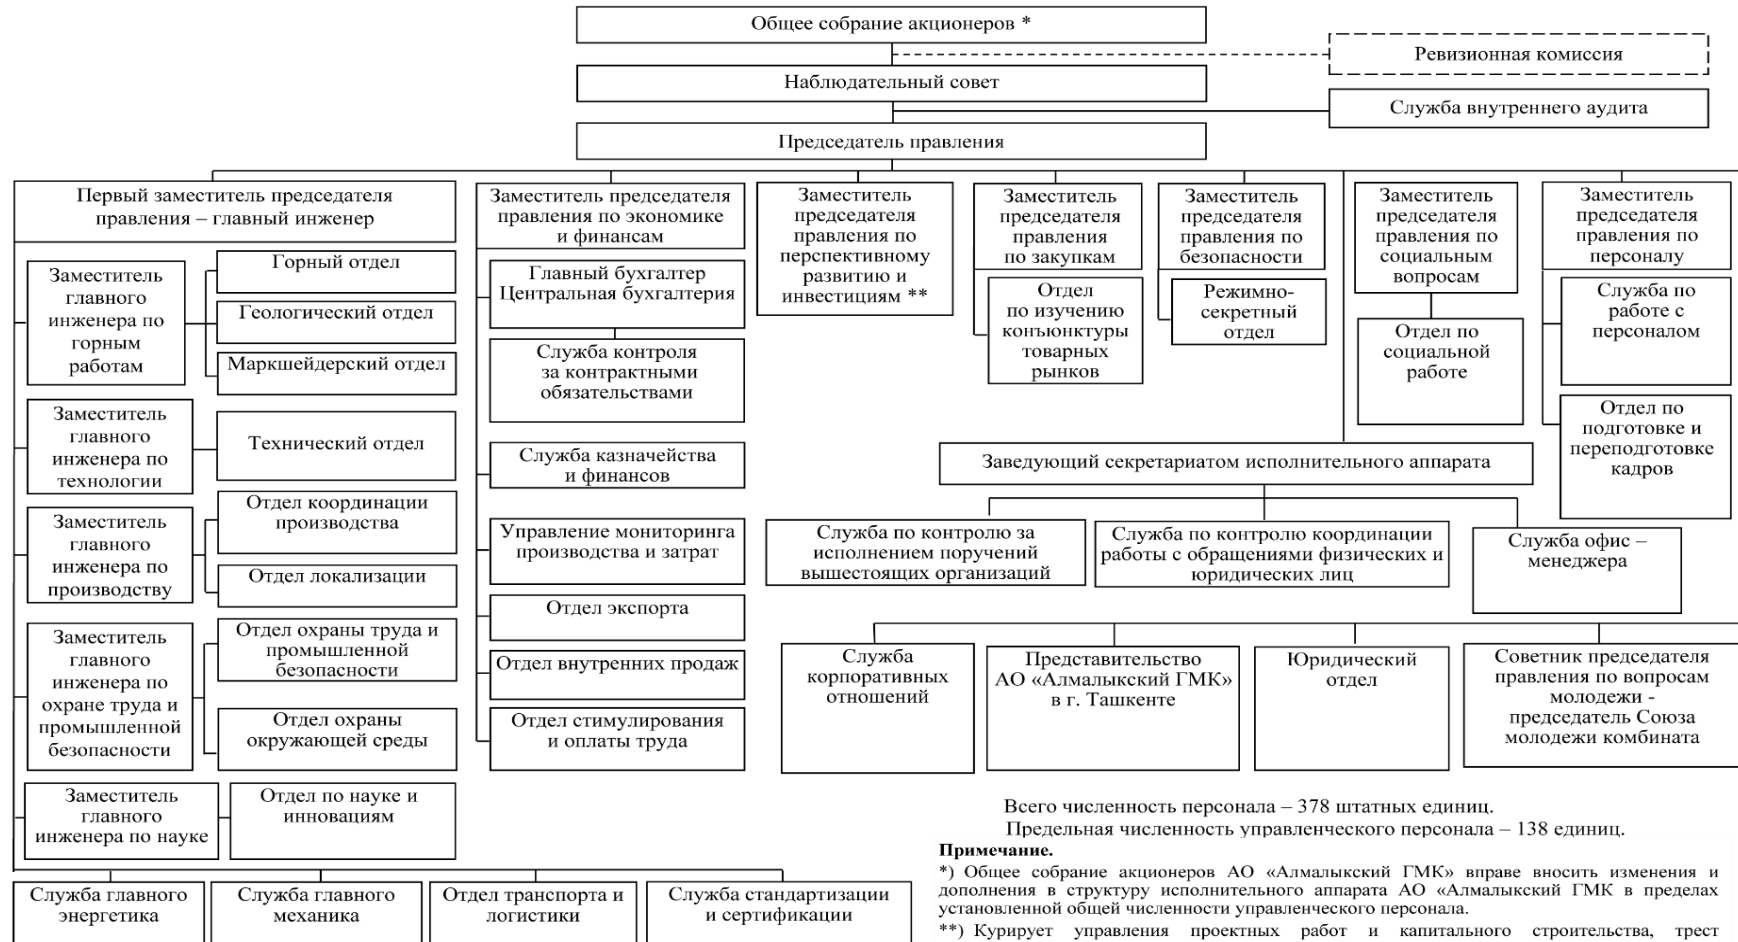 Общее собрание акционеров *
Ревизионная комиссия
Наблюдательный совет
Служба внутреннего аудита
Председатель правления
Первый заместитель председателя
правления – главный инженер
Заместитель
главного
инженера по
горным
работам
Горный отдел
Геологический отдел
Маркшейдерский отдел
Заместитель
главного
инженера по
технологии
Технический отдел
Заместитель
главного
инженера по
производству
Отдел координации
производства
Отдел локализации
Заместитель
главного
инженера по
охране труда и
промышленной
безопасности
Отдел охраны труда и
промышленной
безопасности
Отдел охраны
окружающей среды
Заместитель
главного
инженера по науке
Отдел по науке и
инновациям
Служба главного
энергетика
Служба главного
механика
Отдел транспорта и
логистики
Служба стандартизации
и сертификации
Заместитель председателя
правления по экономике
и финансам
Главный бухгалтер
Центральная бухгалтерия
Служба контроля
за контрактными
обязательствами
Служба казначейства
и финансов
Управление мониторинга
производства и затрат
Отдел экспорта
Отдел внутренних продаж
Отдел стимулирования
и оплаты труда
Заместитель
председателя
правления по
перспективному
развитию и
инвестициям **
Заместитель
председателя
правления
по закупкам
Отдел
по изучению
конъюнктуры
товарных
рынков
Заместитель
председателя
правления по
безопасности
Режимно-
секретный
отдел
Заместитель
председателя
правления по
социальным
вопросам
Отдел по
социальной
работе
Заместитель
председателя
правления по
персоналу
Служба по
работе с
персоналом
Отдел по
подготовке и
переподготовке
кадров
Заведующий секретариатом исполнительного аппарата
Служба по контролю за
исполнением поручений
вышестоящих организаций
Служба по контролю координации
работы с обращениями физических и
юридических лиц
Служба офис –
менеджера
Служба
корпоративных
отношений
Представительство
АО «Алмалыкский ГМК»
в г. Ташкенте
Юридический
отдел
Советник председателя
правления по вопросам
молодежи -
председатель Союза
молодежи комбината
Всего численность персонала – 378 штатных единиц.
Предельная численность управленческого персонала – 138 единиц.
Примечание.
*) Общее собрание акционеров АО «Алмалыкский ГМК» вправе вносить изменения и
дополнения в структуру исполнительного аппарата АО «Алмалыкский ГМК в пределах
установленной общей численности управленческого персонала.
**) Курирует управления проектных работ и капитального строительства, трест